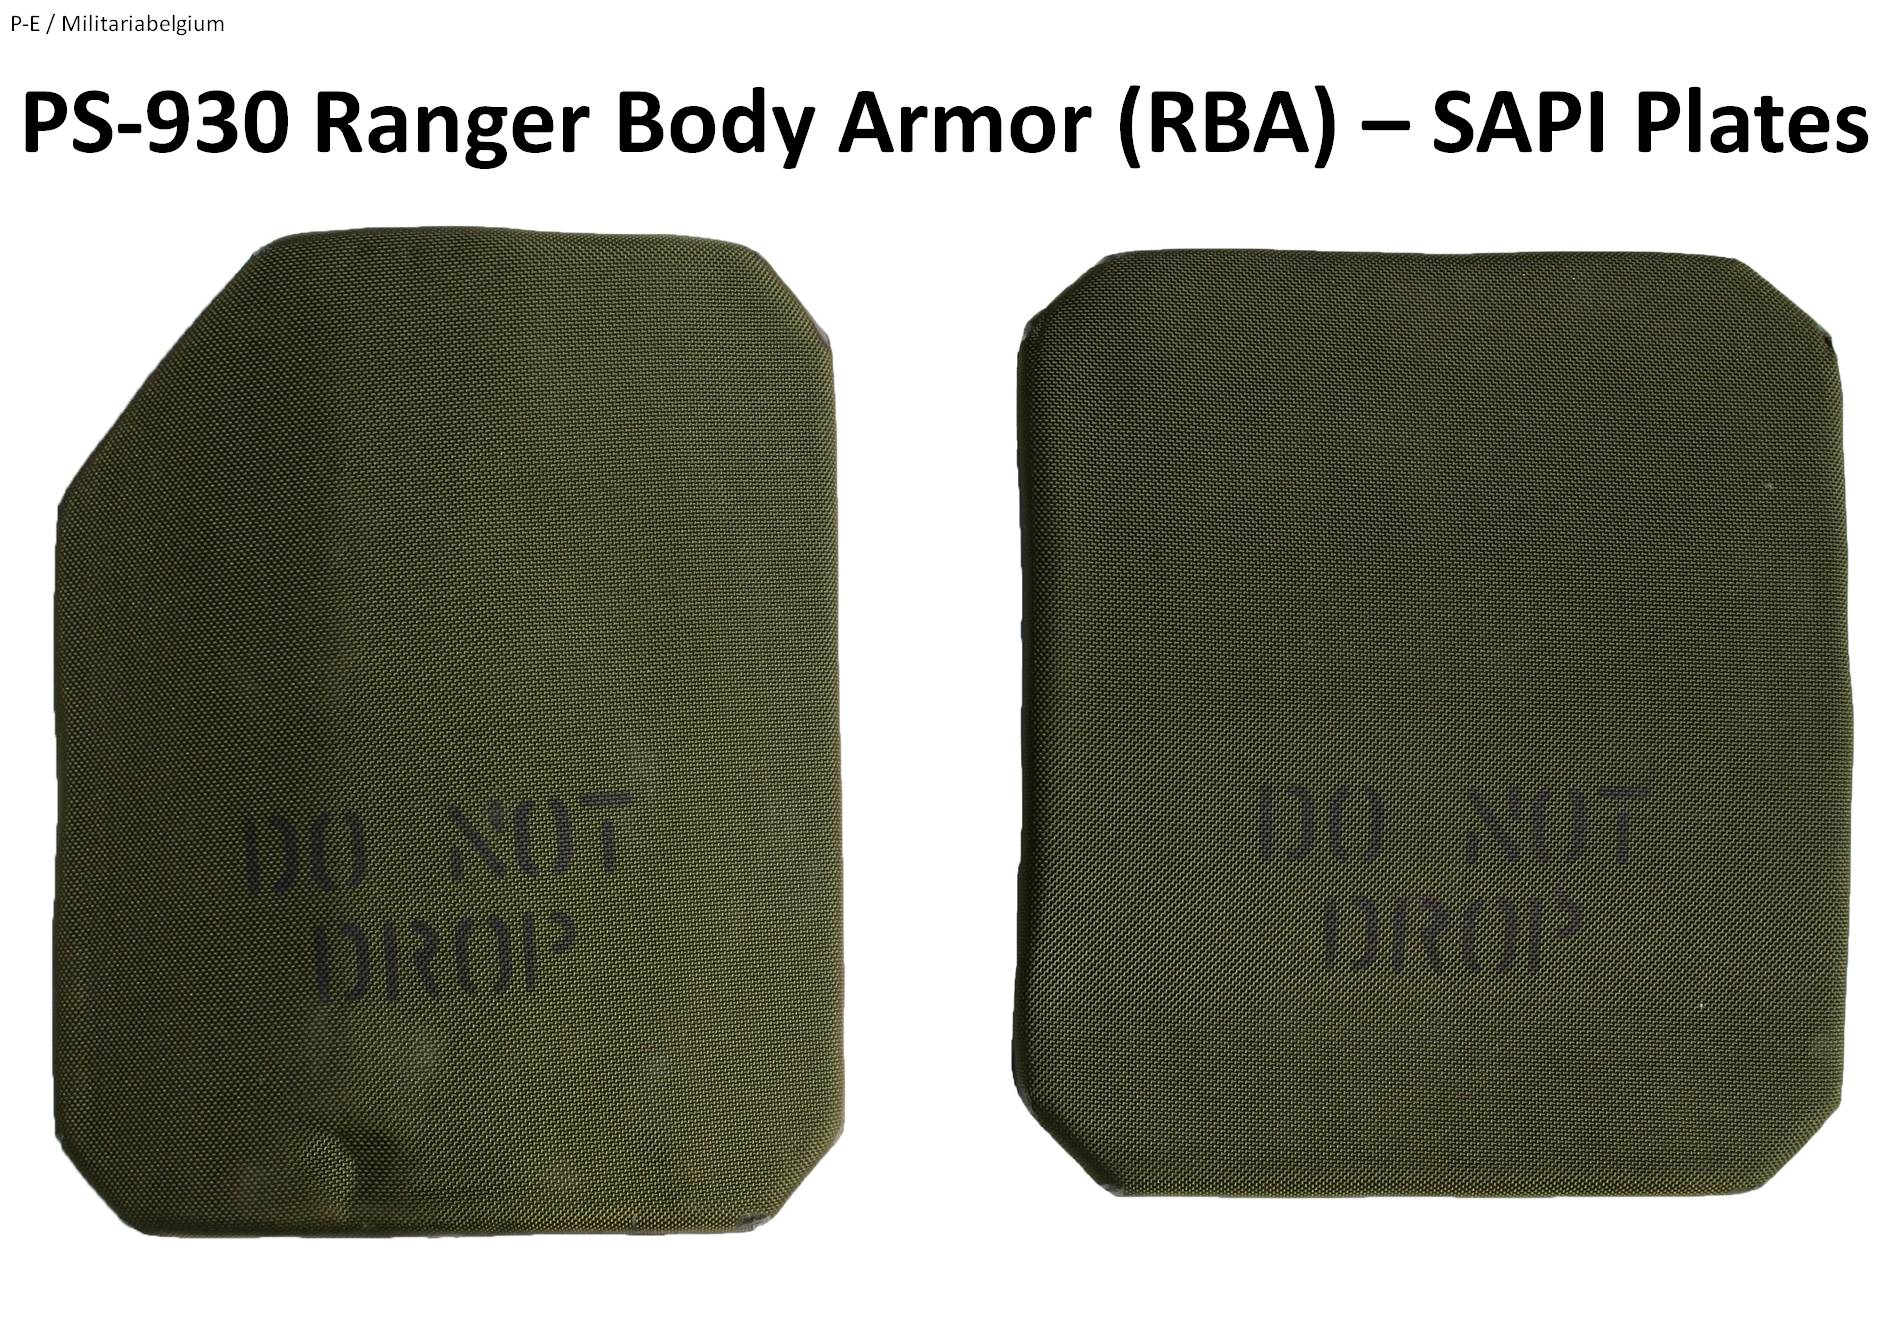 P-E / Militariabelgium
PS-930 Ranger Body Armor (RBA) – SAPI Plates
DO NOT
DROP
DO NOT
DROP